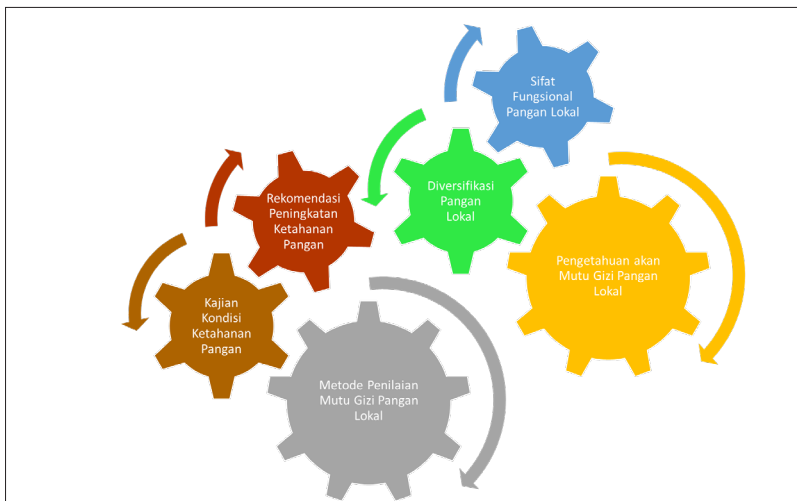 Sifat
Fungsional
Pangan Lokal
Diversifikasi
Pangan
Lokal
Rekomendasi
Peningkatan
Ketahanan
Pangan
Pengetahuan akan
Mutu Gizi Pangan
Lokal
Kajian
Kondisi
Ketahanan
Pangan
Metode Penilaian
Mutu Gizi Pangan
Lokal